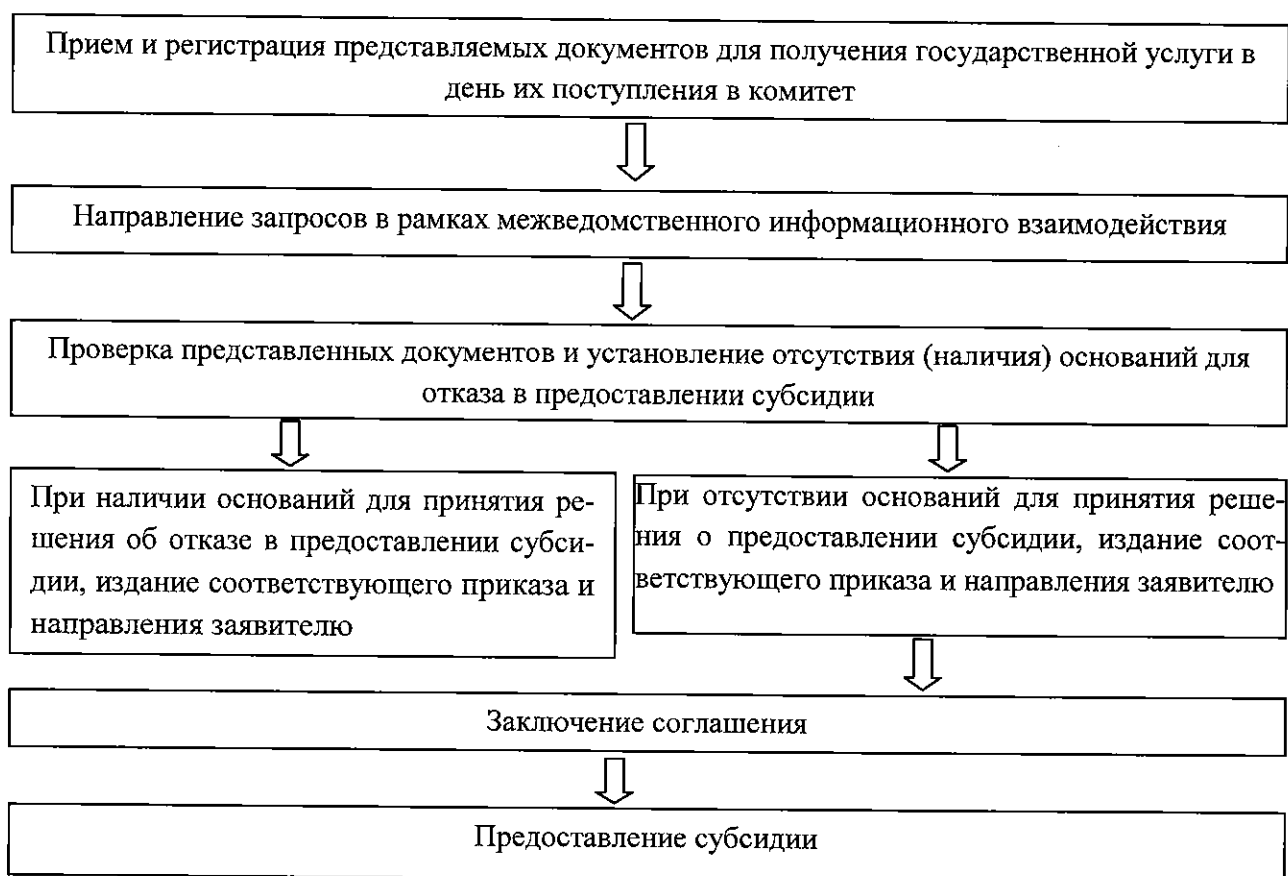 Прием и регистрация представляемых документов для получения государственной услуги в
день их поступления в комитет
Направление запросов в рамках межведомственного информационного взаимодействия
Проверка представленных документов и установление отсутствия (наличия) оснований для
отказа в предоставлении субсидии
При наличии оснований для принятия ре-
шения об отказе в предоставлении субси-
дии, издание соответствующего приказа и
направления заявителю
При отсутствии оснований для принятия реше-
ния о предоставлении субсидии, издание соот-
ветствующего приказа и направления заявителю
Заключение соглашения
Предоставление субсидии